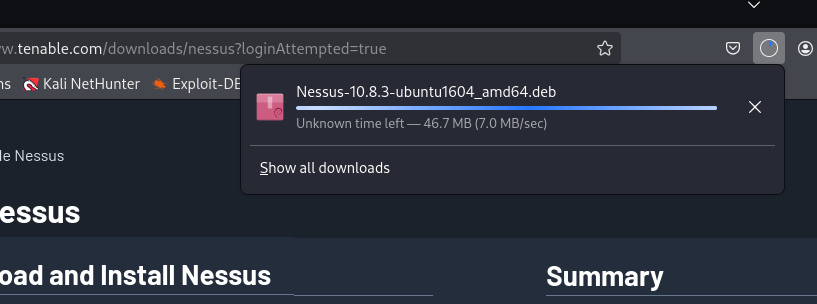 w.tenable.com/downloads/nessus?loginAttempted=true
ns Kali NetHunter Exploit-DB
Nessus-10.8.3-ubuntu1604_amd64.deb
Unknown time left — 46.7 MB (7.0 MB/sec)
Show all downloads
de Nessus
essus
oad and Install Nessus
Summary